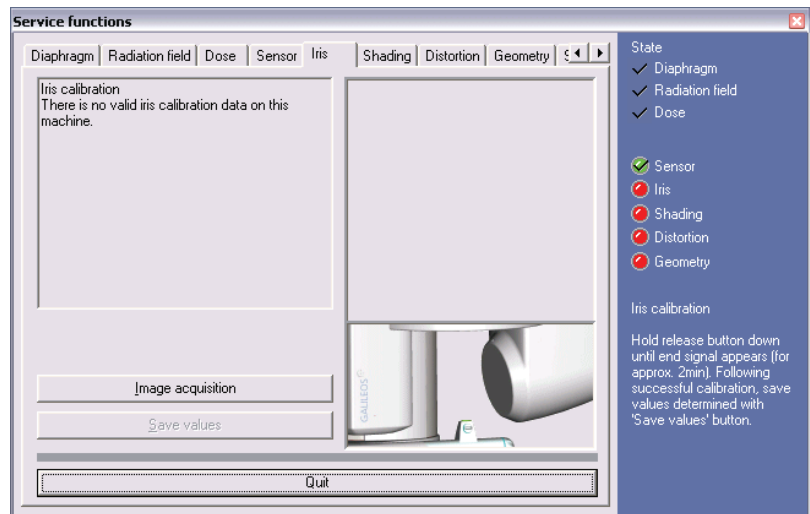 Service functions
Diaphragm Radiation field Dose Sensor Iris Shading Distortion Geometry
Iris calibration
There is no valid iris calibration data on this
machine.
Image acquisition
Save values
Quit
GALILEOS
State
Diaphragm
Radiation field
Dose
Sensor
Iris
Shading
Distortion
Geometry
Iris calibration
Hold release button down
until end signal appears (for
approx. 2min). Following
successful calibration, save
values determined with
'Save values' button.